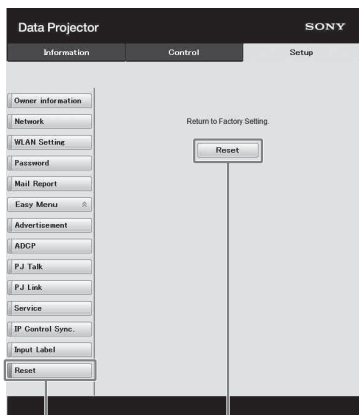 Data Projector
SONY
Information
Control
Setup
Owner information
Network
WLAN Setting
Password
Mail Report
Easy Menu
Advertisement
ADCP
PJ Talk
PJ Link
Service
IP Control Sync.
Input Label
Reset
Return to Factory Setting.
Reset